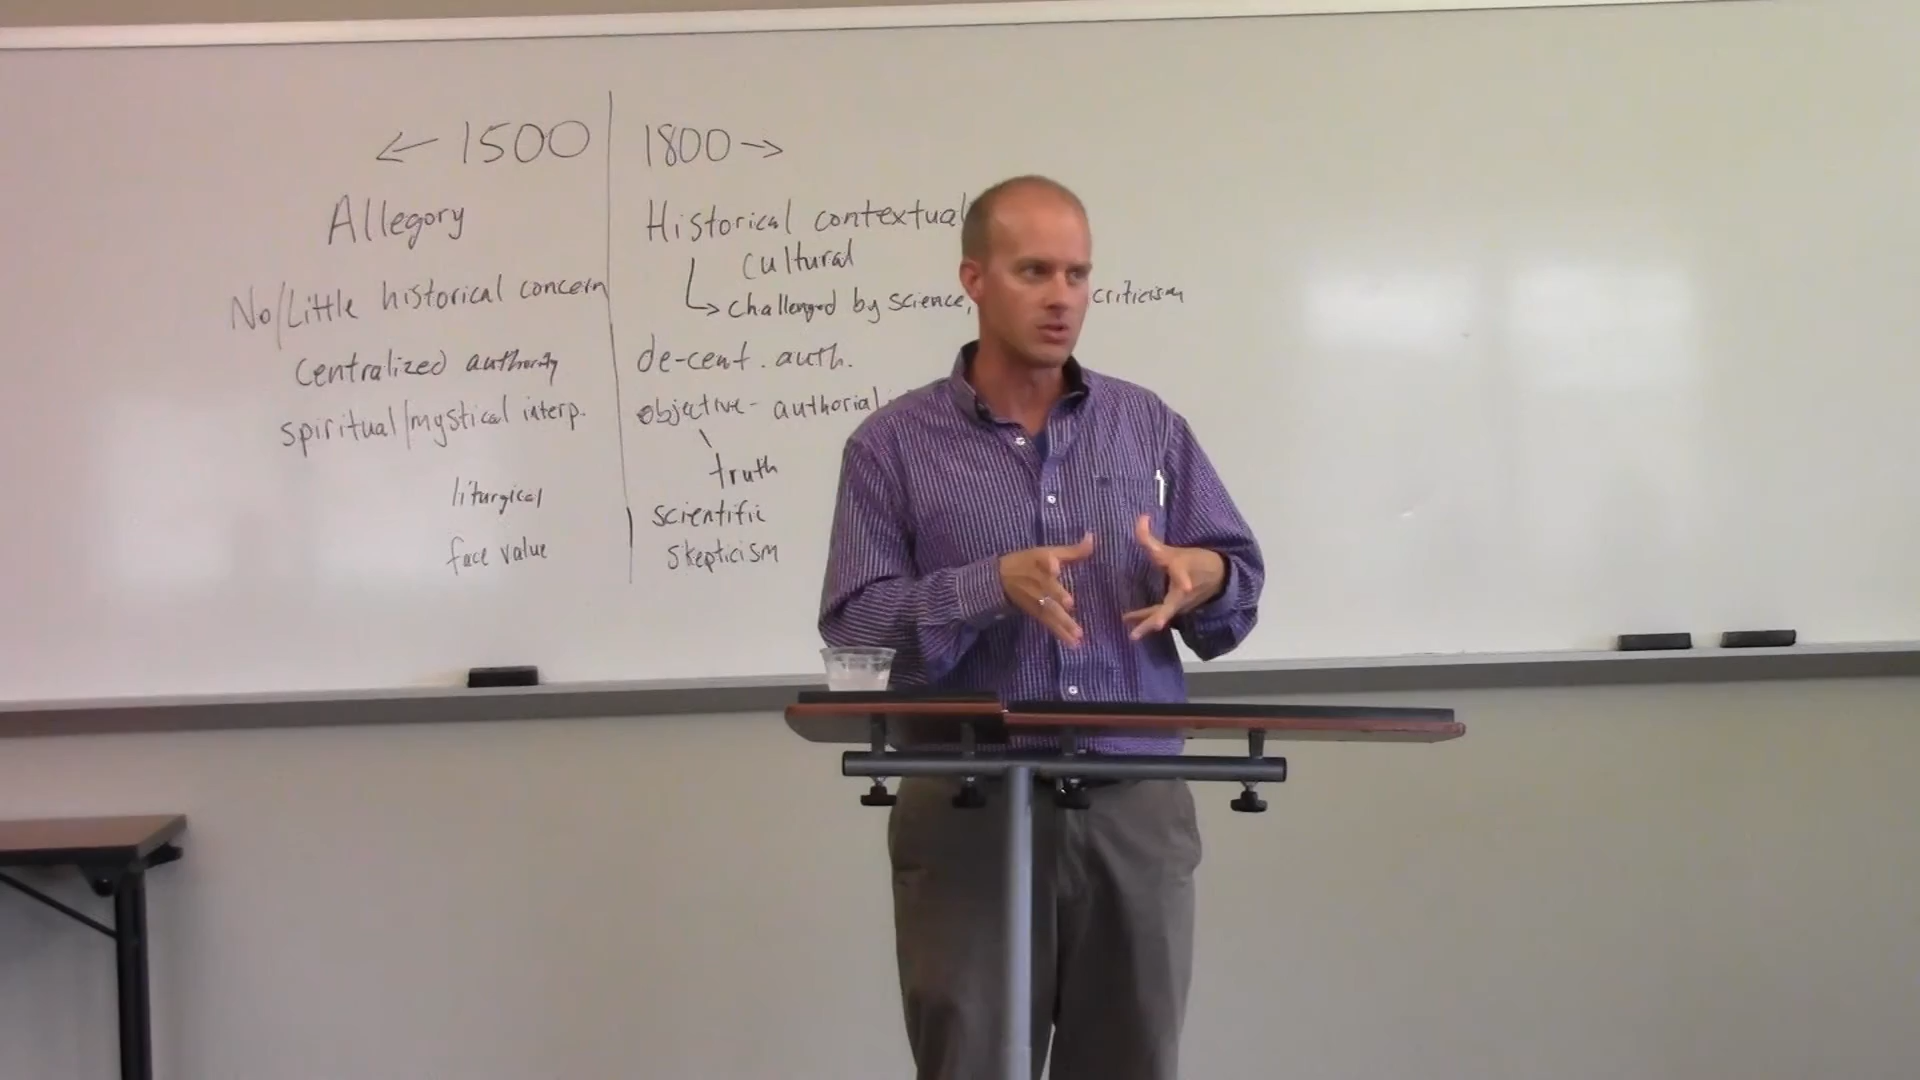 ← 1500
Allegory
No/Little historical concern
centralized authority
spiritual/mystical interp.
liturgical
face value
1800 →
Historical contextual
cultural
challenged by science, criticism
de-cent. auth.
objective - authorial
truth
scientific
skepticism